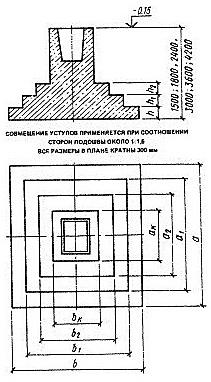 -0.15
1500; 1800, 2400,
3000; 3600; 4200
h₂
h₁
h
СОВМЕЩЕНИЕ УСТУПОВ ПРИМЕНЯЕТСЯ ПРИ СООТНОШЕНИИ
СТОРОН ПОДОШВЫ ОКОЛО 1:1,6
ВСЕ РАЗМЕРЫ В ПЛАНЕ КРАТНЫ 300 мм
aк
a₂
a₁
a
bк
b₂
b₁
b